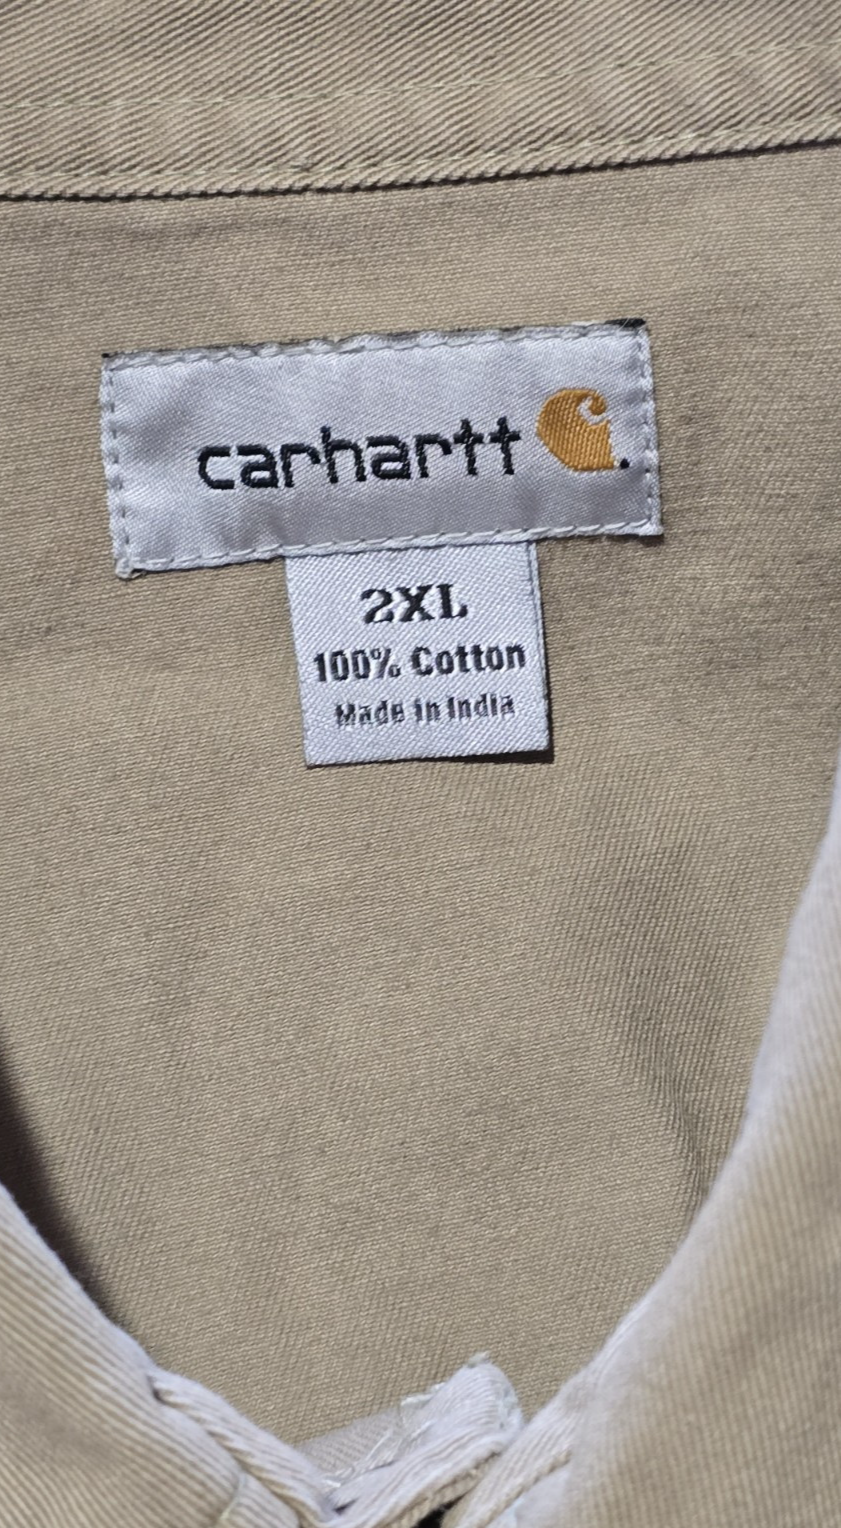 carhartt
2XL
100% Cotton
Made in India